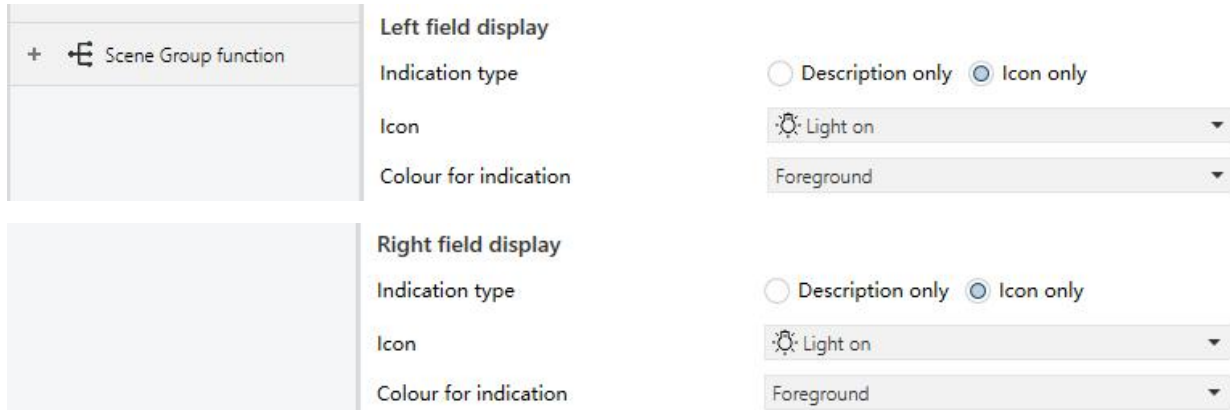 Left field display
+ Scene Group function
Indication type Description only Icon only
Icon Light on
Colour for indication Foreground
Right field display
Indication type Description only Icon only
Icon Light on
Colour for indication Foreground